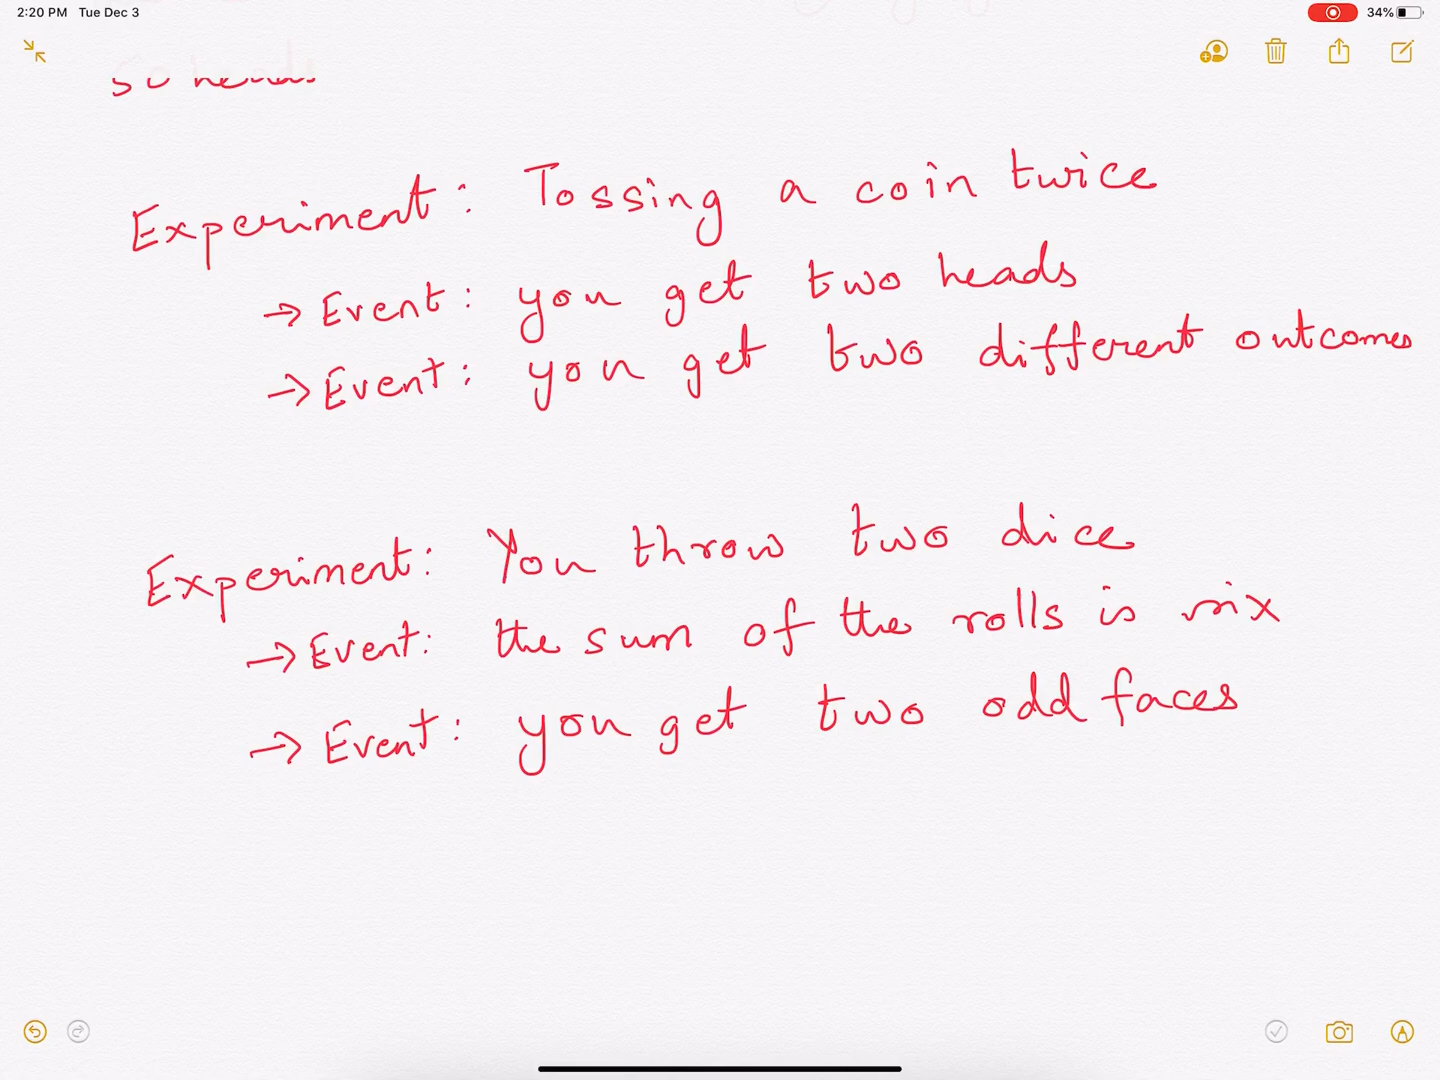 2:20 PM Tue Dec 3
34%
50 heads
Experiment: Tossing a coin twice
→ Event: you get two heads
→ Event: you get two different outcomes
Experiment: You throw two dice
→ Event: the sum of the rolls is six
→ Event: you get two odd faces